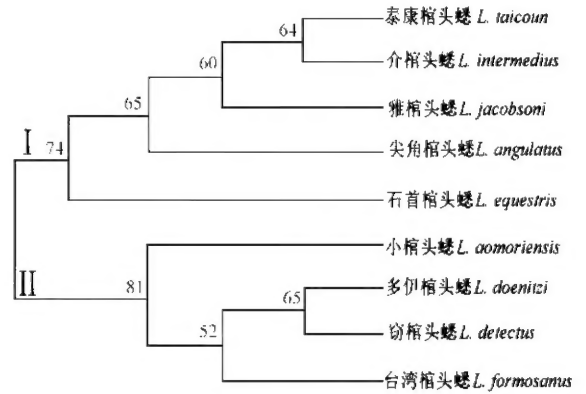 64
泰康棺头蟋 L. taicoun
介棺头蟋 L. intermedius
60
雅棺头蟋 L. jacobsoni
65
尖角棺头蟋 L. angulatus
I
74
石首棺头蟋 L. equestris
小棺头蟋 L. aomoriensis
II
81
65
多伊棺头蟋 L. doenitzi
窃棺头蟋 L. detectus
52
台湾棺头蟋 L. formosanus